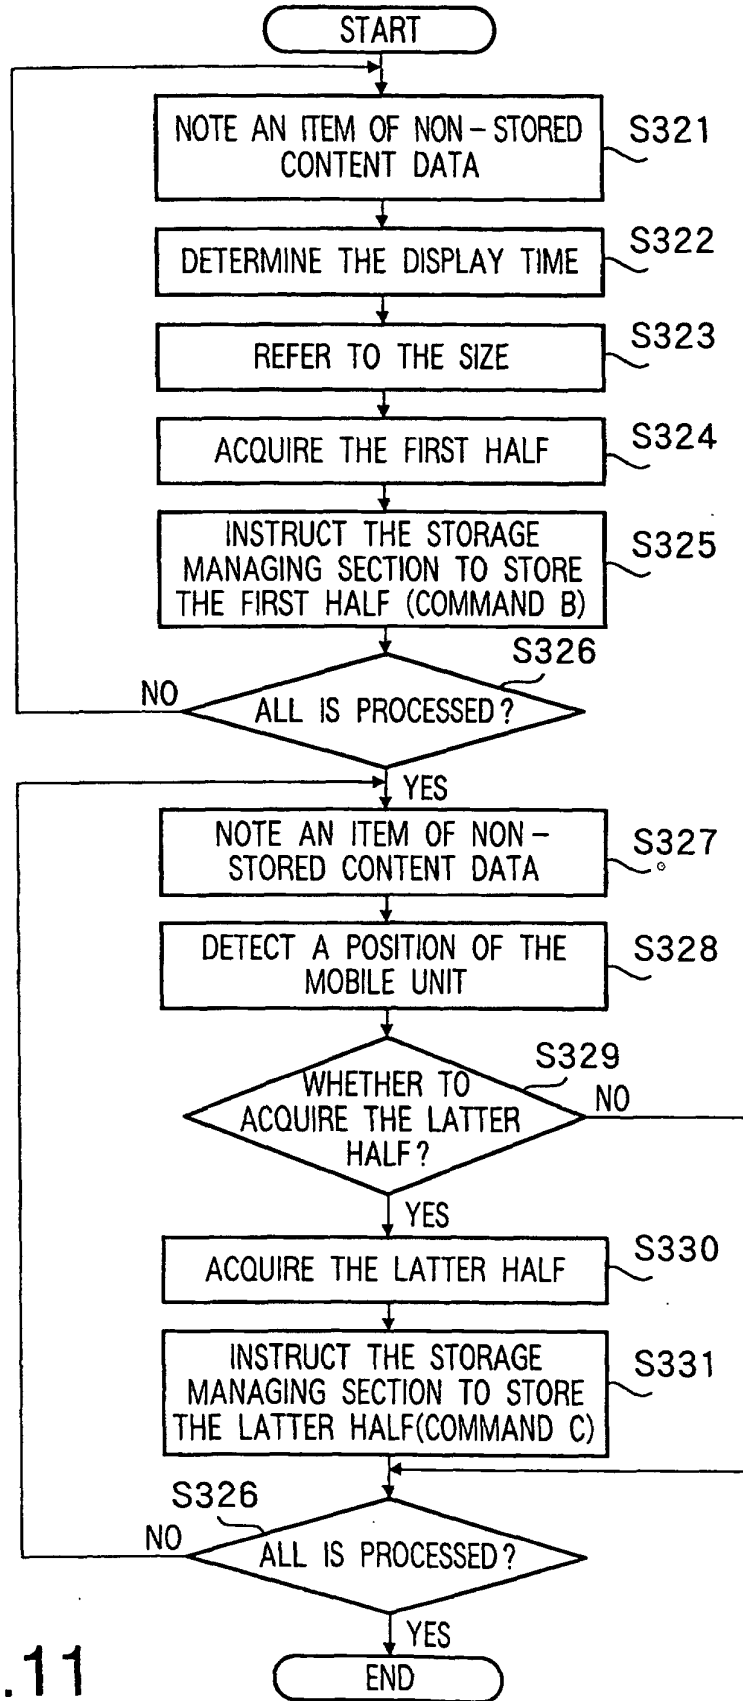 START
NOTE AN ITEM OF NON-STORED
CONTENT DATA
S321
DETERMINE THE DISPLAY TIME
S322
REFER TO THE SIZE
S323
ACQUIRE THE FIRST HALF
S324
INSTRUCT THE STORAGE
MANAGING SECTION TO STORE
THE FIRST HALF (COMMAND B)
S325
S326
NO
ALL IS PROCESSED?
YES
NOTE AN ITEM OF NON-
STORED CONTENT DATA
S327
DETECT A POSITION OF THE
MOBILE UNIT
S328
S329
WHETHER TO
ACQUIRE THE LATTER
HALF?
NO
YES
ACQUIRE THE LATTER HALF
S330
INSTRUCT THE STORAGE
MANAGING SECTION TO STORE
THE LATTER HALF(COMMAND C)
S331
S326
NO
ALL IS PROCESSED?
YES
END
.11